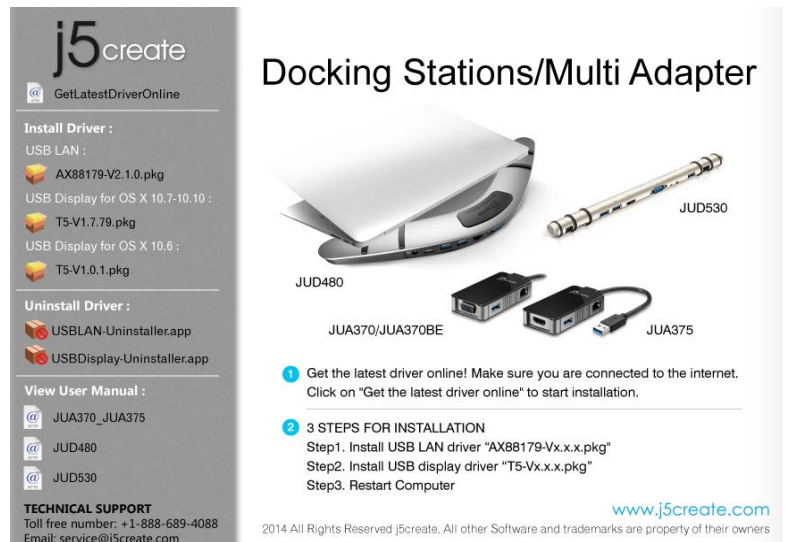 j5create
GetLatestDriverOnline
Install Driver :
USB LAN :
AX88179-V2.1.0.pkg
USB Display for OS X 10.7-10.10 :
T5-V1.7.79.pkg
USB Display for OS X 10.6 :
T5-V1.0.1.pkg
Uninstall Driver :
USBLAN-Uninstaller.app
USBDisplay-Uninstaller.app
View User Manual :
JUA370_JUA375
JUD480
JUD530
TECHNICAL SUPPORT
Toll free number: +1-888-689-4088
Email: service@j5create.com
Docking Stations/Multi Adapter
JUD530
JUD480
JUA370/JUA370BE
JUA375
1 Get the latest driver online! Make sure you are connected to the internet.
Click on "Get the latest driver online" to start installation.
2 3 STEPS FOR INSTALLATION
Step1. Install USB LAN driver “AX88179-Vx.x.x.pkg"
Step2. Install USB display driver “T5-Vx.x.x.pkg”
Step3. Restart Computer
www.j5create.com
2014 All Rights Reserved j5create. All other Software and trademarks are property of their owners